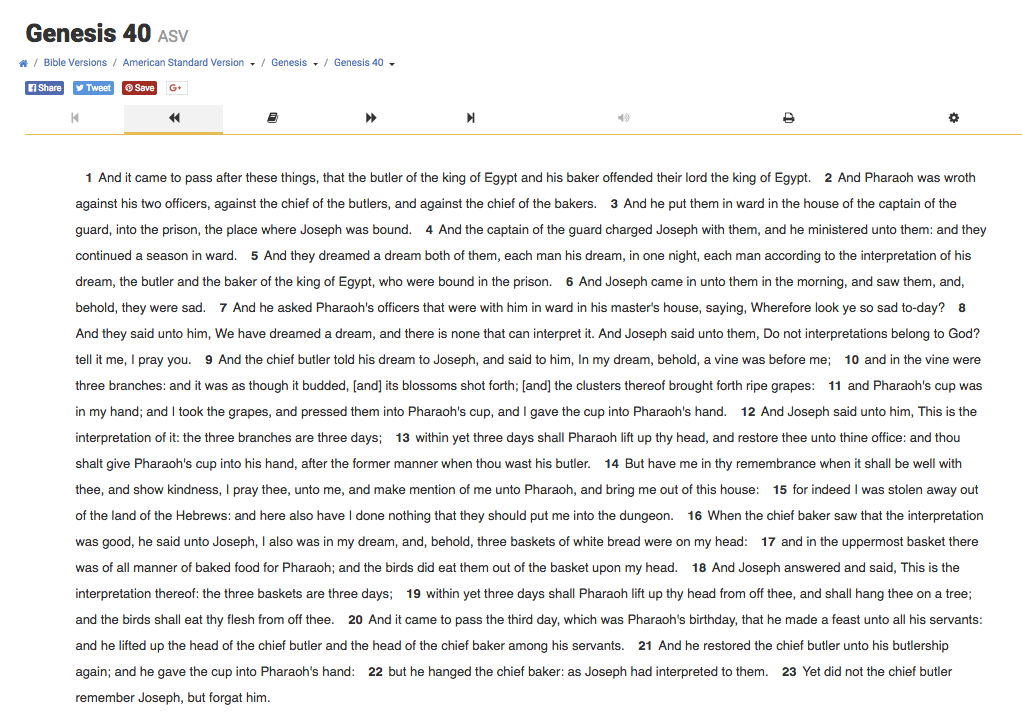 Genesis 40 ASV
/ Bible Versions / American Standard Version / Genesis / Genesis 40
Share Tweet Save G+
1 And it came to pass after these things, that the butler of the king of Egypt and his baker offended their lord the king of Egypt. 2 And Pharaoh was wroth
against his two officers, against the chief of the butlers, and against the chief of the bakers. 3 And he put them in ward in the house of the captain of the
guard, into the prison, the place where Joseph was bound. 4 And the captain of the guard charged Joseph with them, and he ministered unto them: and they
continued a season in ward. 5 And they dreamed a dream both of them, each man his dream, in one night, each man according to the interpretation of his
dream, the butler and the baker of the king of Egypt, who were bound in the prison. 6 And Joseph came in unto them in the morning, and saw them, and,
behold, they were sad. 7 And he asked Pharaoh's officers that were with him in ward in his master's house, saying, Wherefore look ye so sad to-day? 8
And they said unto him, We have dreamed a dream, and there is none that can interpret it. And Joseph said unto them, Do not interpretations belong to God?
tell it me, I pray you. 9 And the chief butler told his dream to Joseph, and said to him, In my dream, behold, a vine was before me; 10 and in the vine were
three branches: and it was as though it budded, [and] its blossoms shot forth; [and] the clusters thereof brought forth ripe grapes: 11 and Pharaoh's cup was
in my hand; and I took the grapes, and pressed them into Pharaoh's cup, and I gave the cup into Pharaoh's hand. 12 And Joseph said unto him, This is the
interpretation of it: the three branches are three days; 13 within yet three days shall Pharaoh lift up thy head, and restore thee unto thine office: and thou
shalt give Pharaoh's cup into his hand, after the former manner when thou wast his butler. 14 But have me in thy remembrance when it shall be well with
thee, and show kindness, I pray thee, unto me, and make mention of me unto Pharaoh, and bring me out of this house: 15 for indeed I was stolen away out
of the land of the Hebrews: and here also have I done nothing that they should put me into the dungeon. 16 When the chief baker saw that the interpretation
was good, he said unto Joseph, I also was in my dream, and, behold, three baskets of white bread were on my head: 17 and in the uppermost basket there
was of all manner of baked food for Pharaoh; and the birds did eat them out of the basket upon my head. 18 And Joseph answered and said, This is the
interpretation thereof: the three baskets are three days; 19 within yet three days shall Pharaoh lift up thy head from off thee, and shall hang thee on a tree;
and the birds shall eat thy flesh from off thee. 20 And it came to pass the third day, which was Pharaoh's birthday, that he made a feast unto all his servants:
and he lifted up the head of the chief butler and the head of the chief baker among his servants. 21 And he restored the chief butler unto his butlership
again; and he gave the cup into Pharaoh's hand: 22 but he hanged the chief baker: as Joseph had interpreted to them. 23 Yet did not the chief butler
remember Joseph, but forgat him.